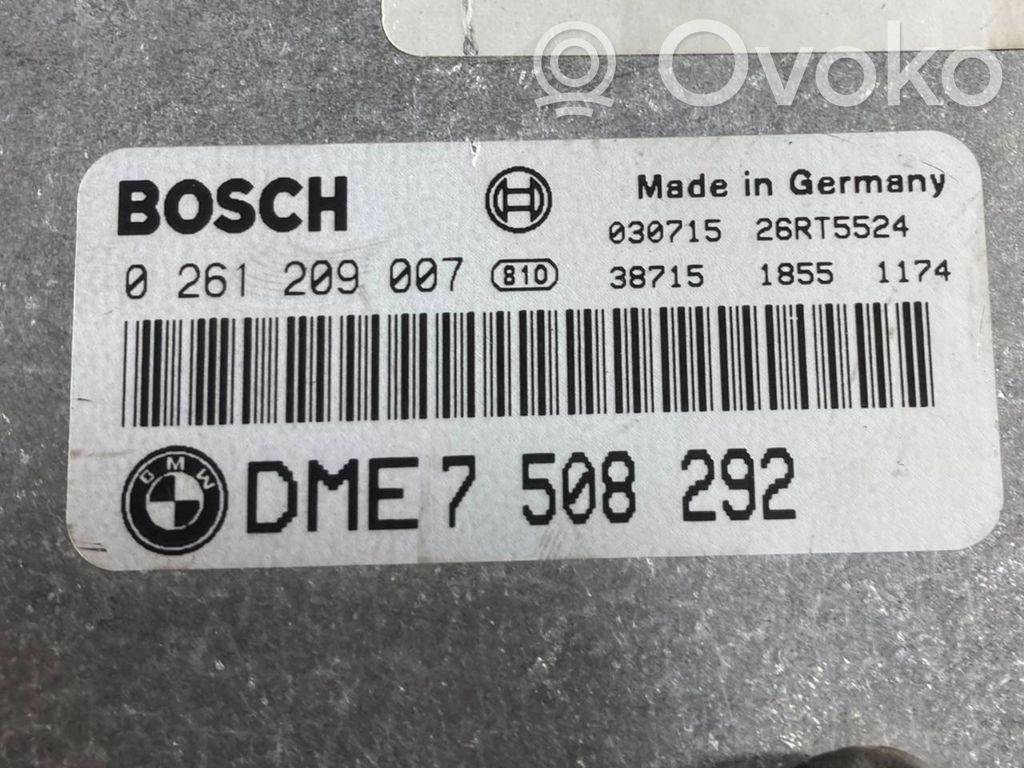 Ovoko
BOSCH
Made in Germany
030715 26RT5524
0 261 209 007 810 38715 1855 1174
BMW DME 7 508 292